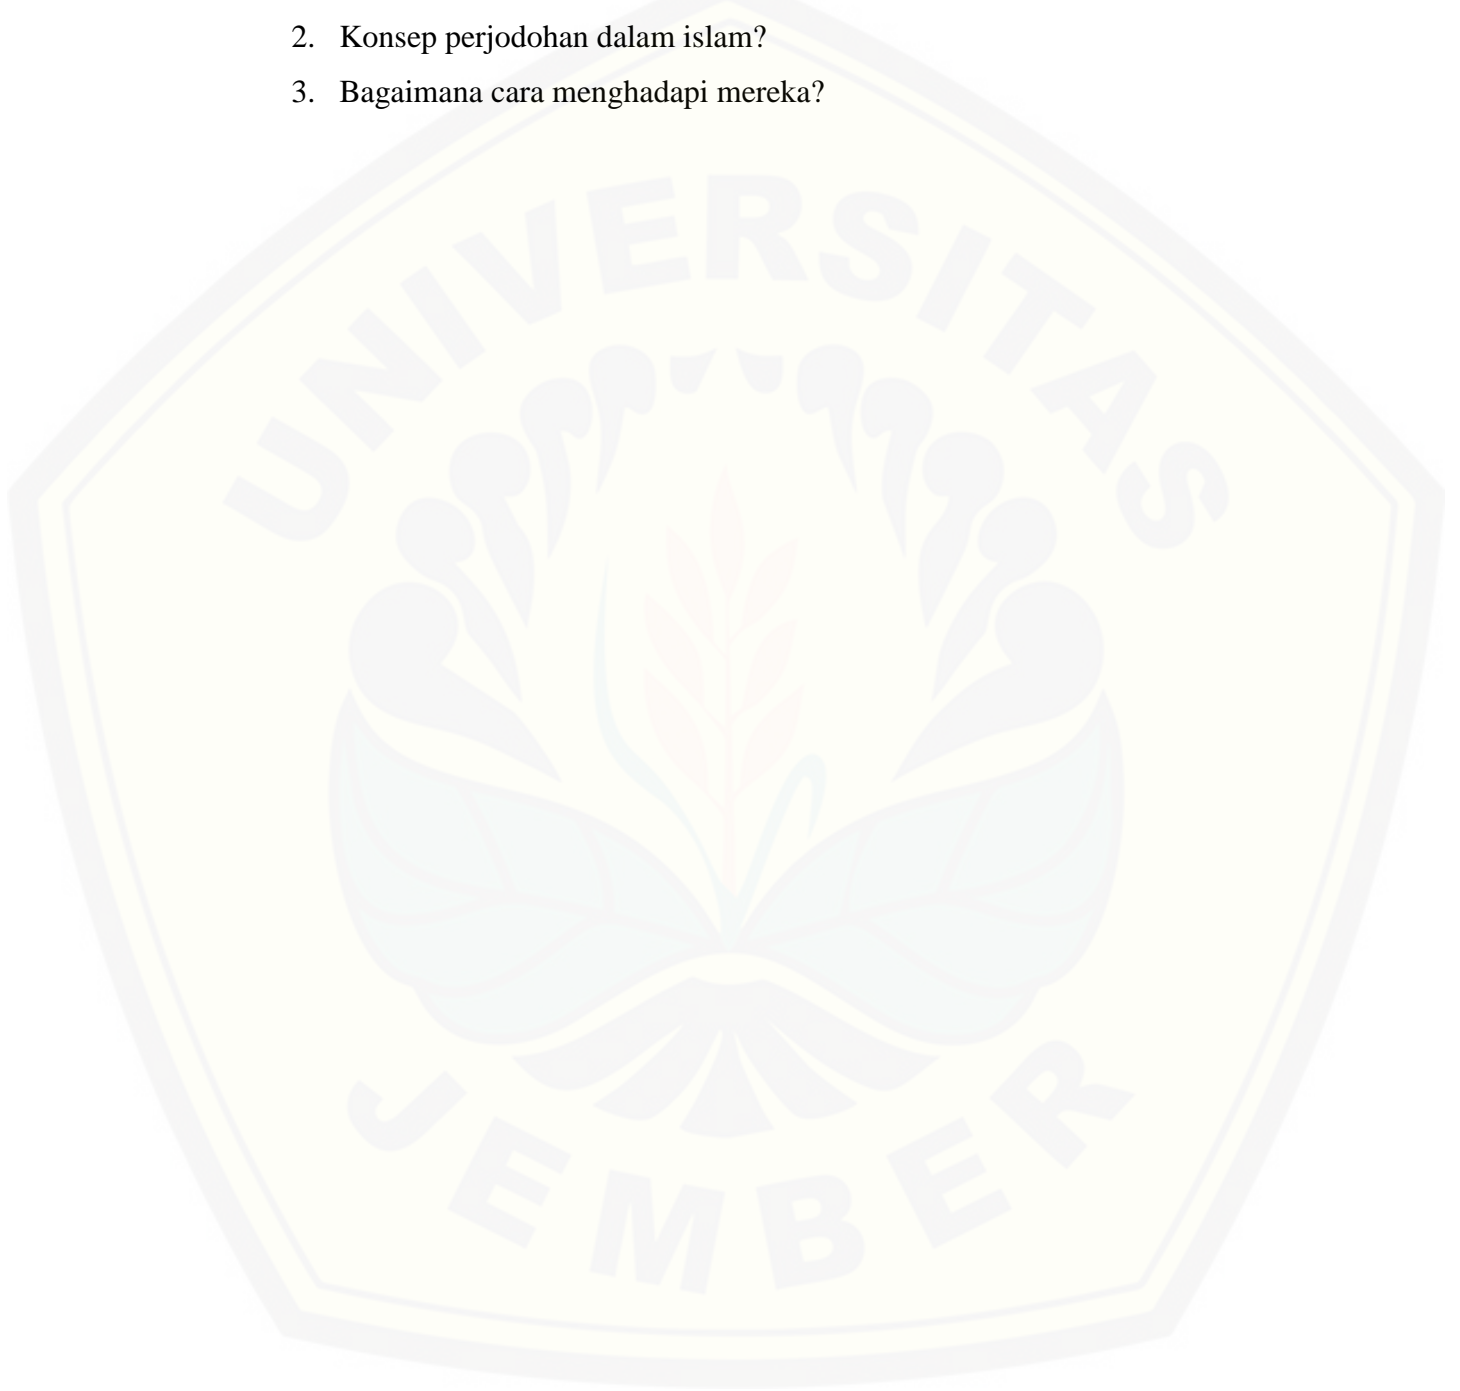 2. Konsep perjodohan dalam islam?
3. Bagaimana cara menghadapi mereka?
UNIVERSITAS
JEMBER